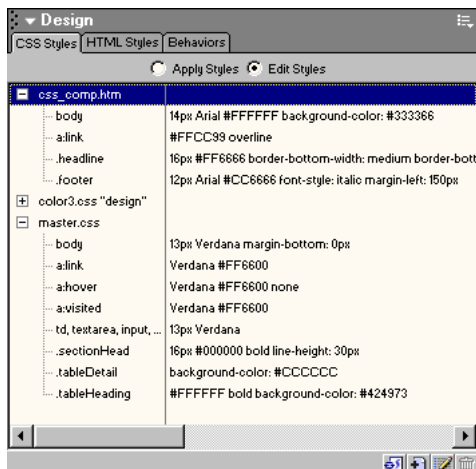 Design
CSS Styles HTML Styles Behaviors
Apply Styles Edit Styles
css_comp.htm
body 14px Arial #FFFFFF background-color: #333366
a:link #FFCC99 overline
.headline 16px #FF6666 border-bottom-width: medium border-bott
.footer 12px Arial #CC6666 font-style: italic margin-left: 150px
color3.css "design"
master.css
body 13px Verdana margin-bottom: 0px
a:link Verdana #FF6600
a:hover Verdana #FF6600 none
a:visited Verdana #FF6600
td, textarea, input, ... 13px Verdana
.sectionHead 16px #000000 bold line-height: 30px
.tableDetail background-color: #CCCCCC
.tableHeading #FFFFFF bold background-color: #424973